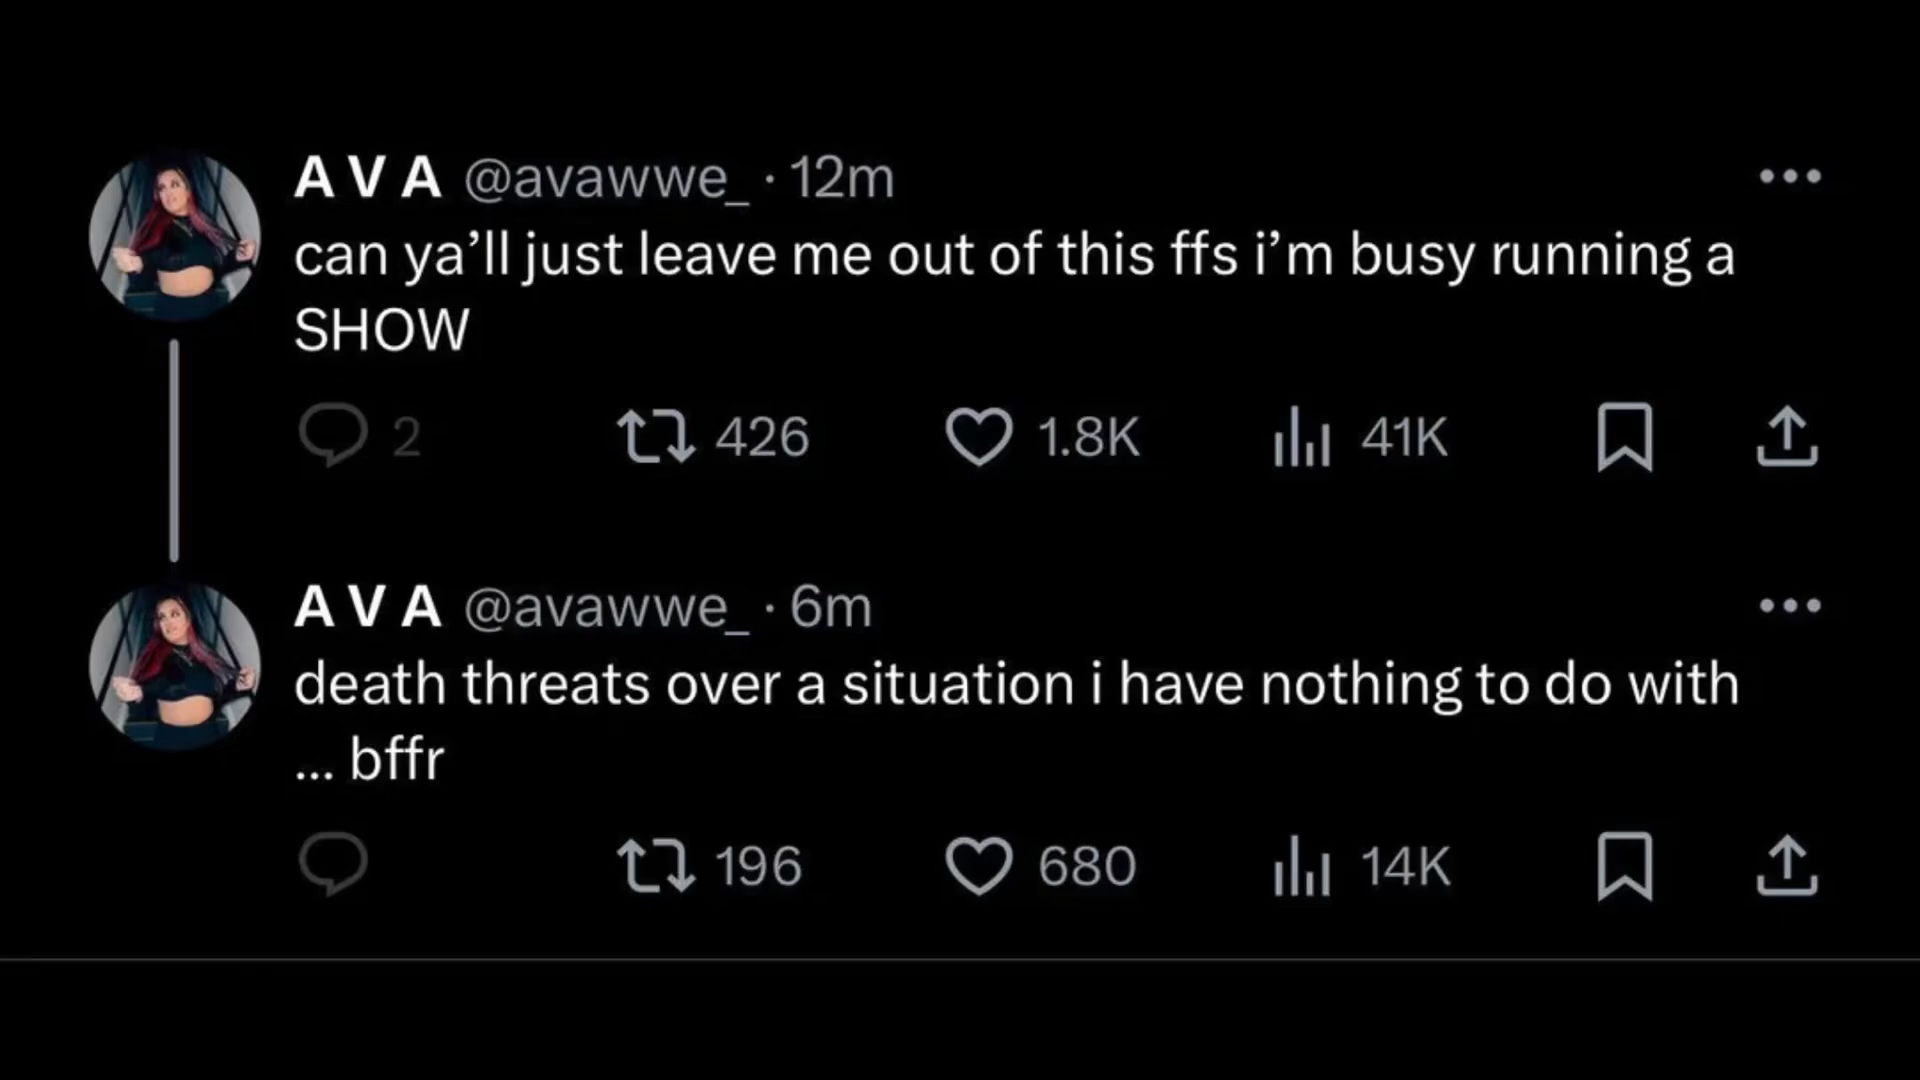 A V A @avawwe_ · 12m
can ya’ll just leave me out of this ffs i’m busy running a
SHOW
2 426 1.8K 41K
A V A @avawwe_ · 6m
death threats over a situation i have nothing to do with
... bffr
196 680 14K